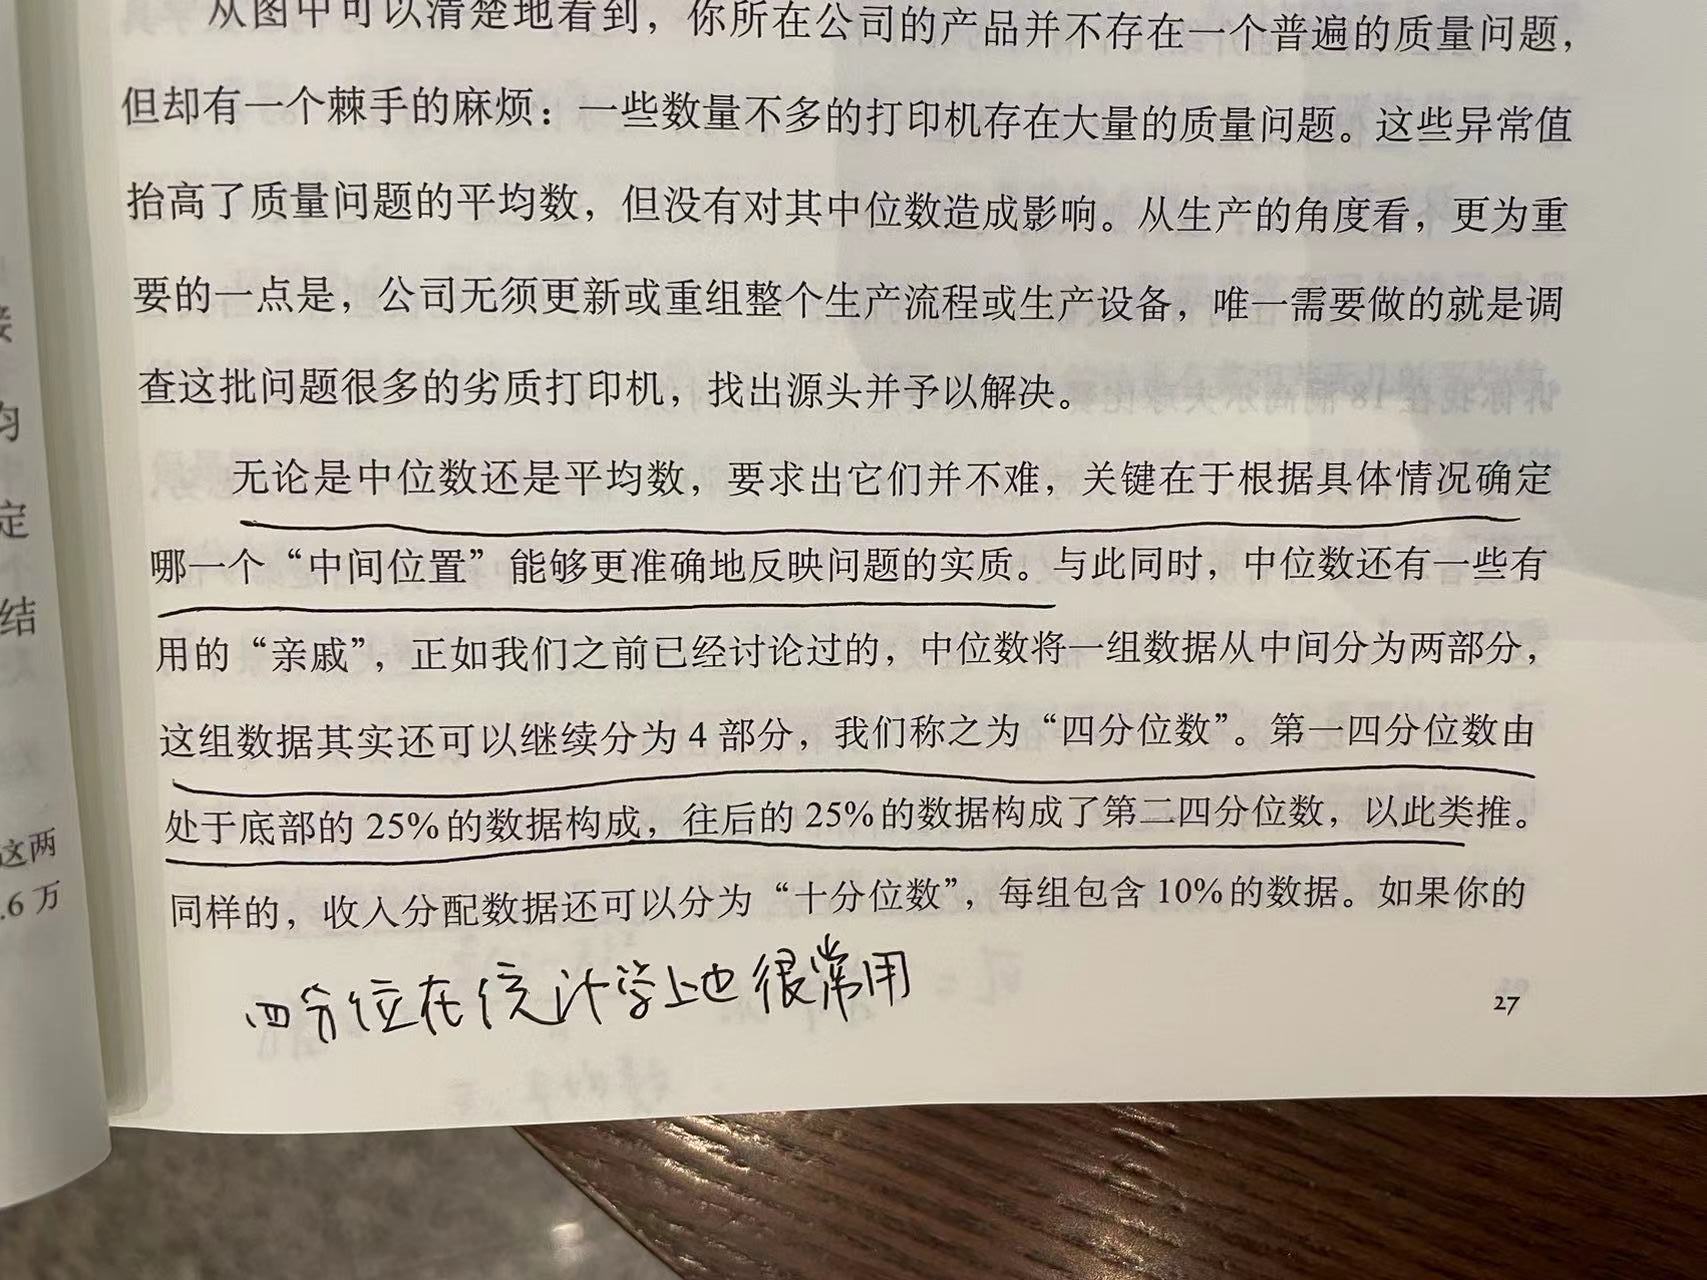 从图中可以清楚地看到，你所在公司的产品并不存在一个普遍的质量问题，
但却有一个棘手的麻烦：一些数量不多的打印机存在大量的质量问题。这些异常值
抬高了质量问题的平均数，但没有对其中位数造成影响。从生产的角度看，更为重
要的一点是，公司无须更新或重组整个生产流程或生产设备，唯一需要做的就是调
查这批问题很多的劣质打印机，找出源头并予以解决。
无论是中位数还是平均数，要求出它们并不难，关键在于根据具体情况确定
哪一个“中间位置”能够更准确地反映问题的实质。与此同时，中位数还有一些有
用的“亲戚”，正如我们之前已经讨论过的，中位数将一组数据从中间分为两部分，
这组数据其实还可以继续分为4部分，我们称之为“四分位数”。第一四分位数由
处于底部的25%的数据构成，往后的25%的数据构成了第二四分位数，以此类推。
同样的，收入分配数据还可以分为“十分位数”，每组包含10%的数据。如果你的
四分位在统计学上也很常用
27
均
定
结
这两
.6万